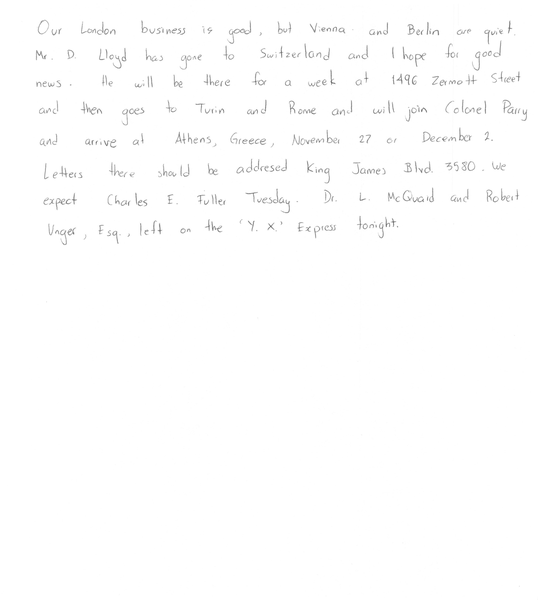 Our London business is good, but Vienna and Berlin are quiet.
Mr. D. Lloyd has gone to Switzerland and I hope for good
news. He will be there for a week at 1496 Zermott Street
and then goes to Turin and Rome and will join Colonel Parry
and arrive at Athens, Greece, November 27 or December 2.
Letters there should be addresed King James Blvd. 3580. We
expect Charles E. Fuller Tuesday. Dr. L. McQuaid and Robert
Unger, Esq., left on the 'Y. X.' Express tonight.